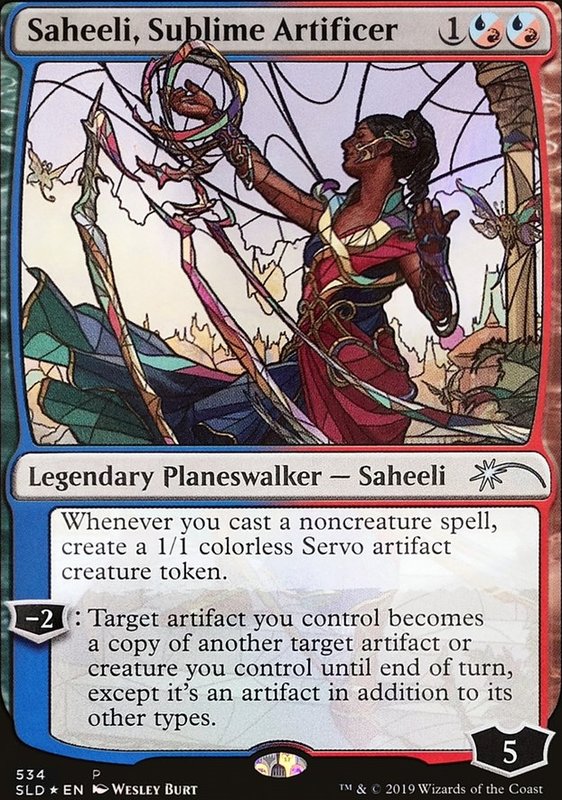 Saheeli, Sublime Artificer 1
Legendary Planeswalker — Saheeli
Whenever you cast a noncreature spell,
create a 1/1 colorless Servo artifact
creature token.
−2 : Target artifact you control becomes
a copy of another target artifact or
creature you control until end of turn,
except it's an artifact in addition to its
other types.
5
534 P
SLD ★ EN Wesley Burt
™ & © 2019 Wizards of the Coast